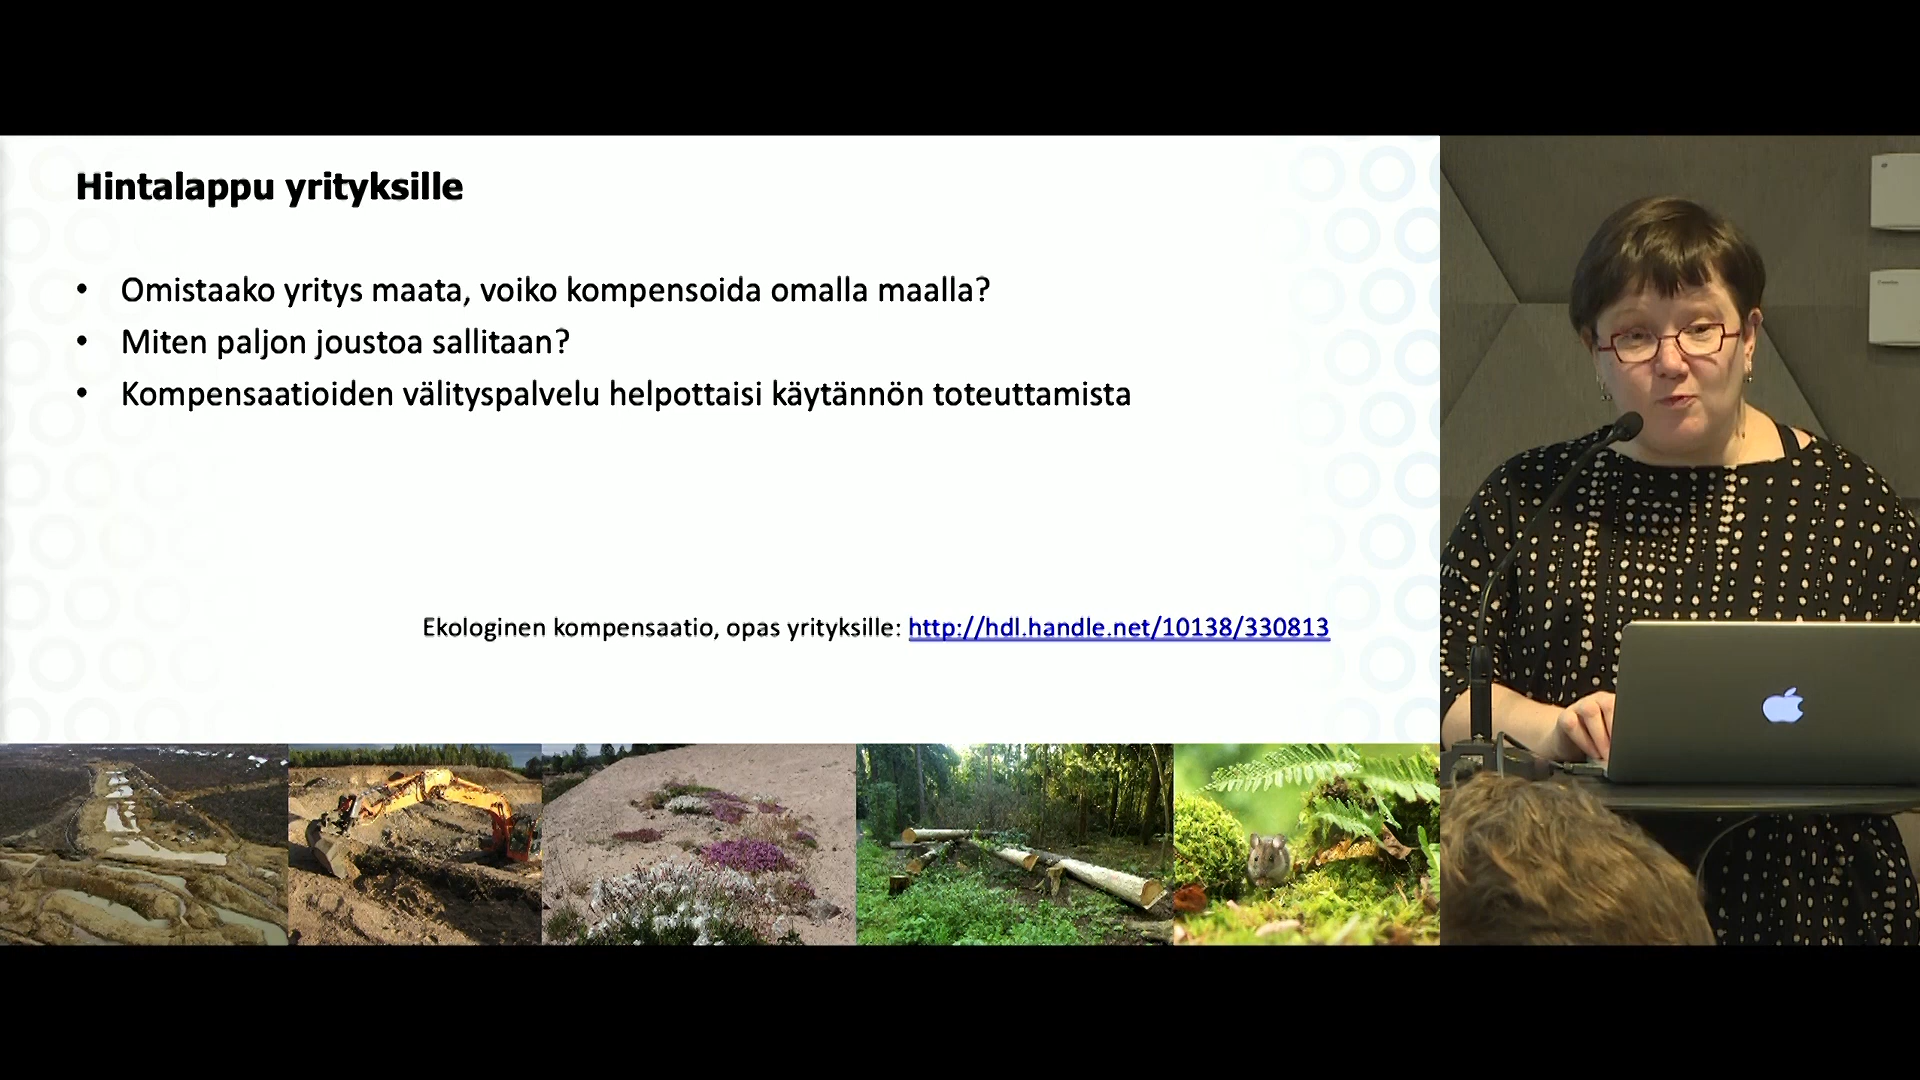 Hintalappu yrityksille
• Omistaako yritys maata, voiko kompensoida omalla maalla?
• Miten paljon joustoa sallitaan?
• Kompensaatioiden välityspalvelu helpottaisi käytännön toteuttamista
Ekologinen kompensaatio, opas yrityksille: http://hdl.handle.net/10138/330813